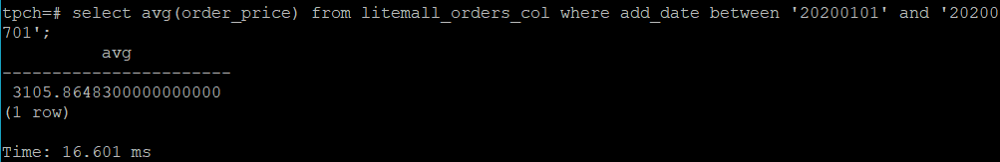 tpch=# select avg(order_price) from litemall_orders_col where add_date between '20200101' and '20200
701';
avg
-----------------------
3105.8648300000000000
(1 row)
Time: 16.601 ms